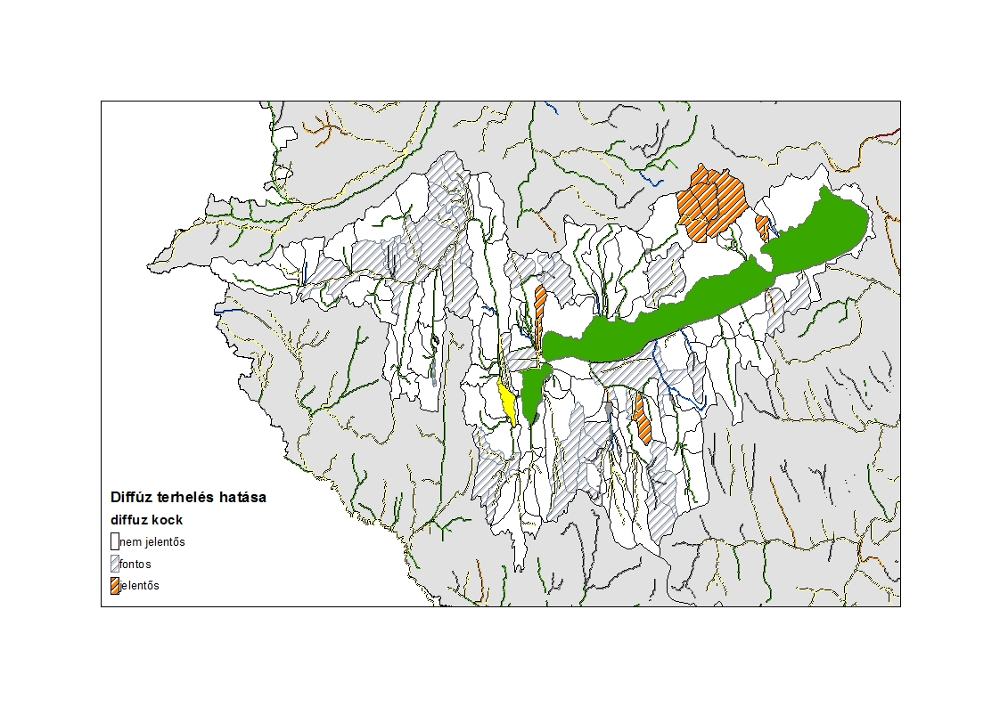 Diffúz terhelés hatása
diffuz kock
nem jelentős
fontos
jelentős